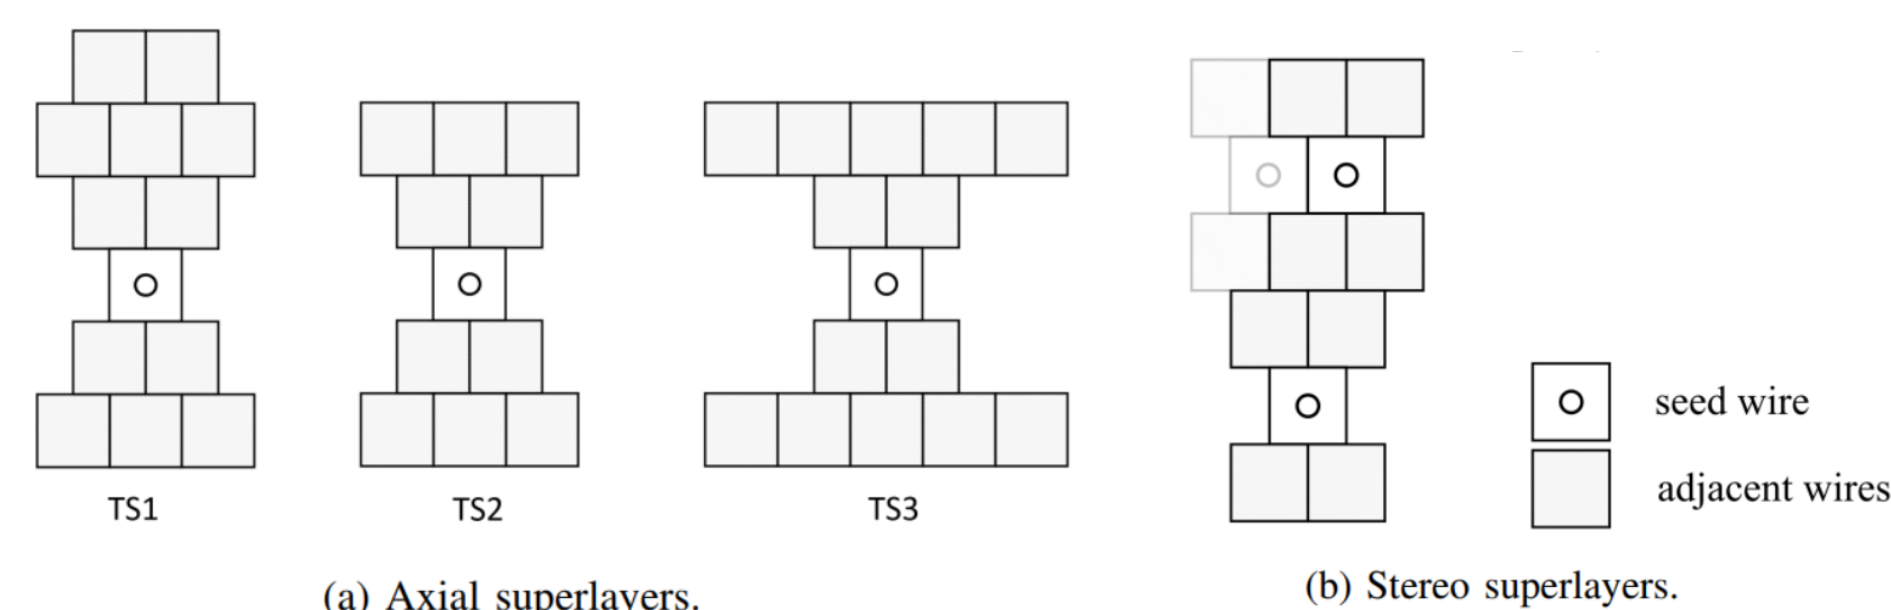 TS1
TS2
TS3
seed wire
adjacent wires
(a) Axial superlayers.
(b) Stereo superlayers.